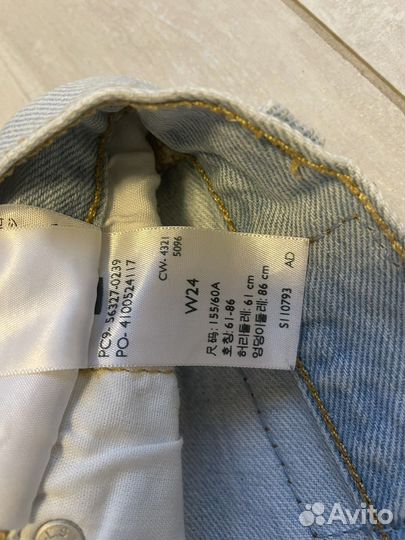 PC9- 56327-0239
PO- 4100524117
CW- 4321
5096
W24
尺码: 155/60A
호칭: 61-86
허리둘레: 61 cm
엉덩이둘레: 86 cm
AD
S110793
Avito